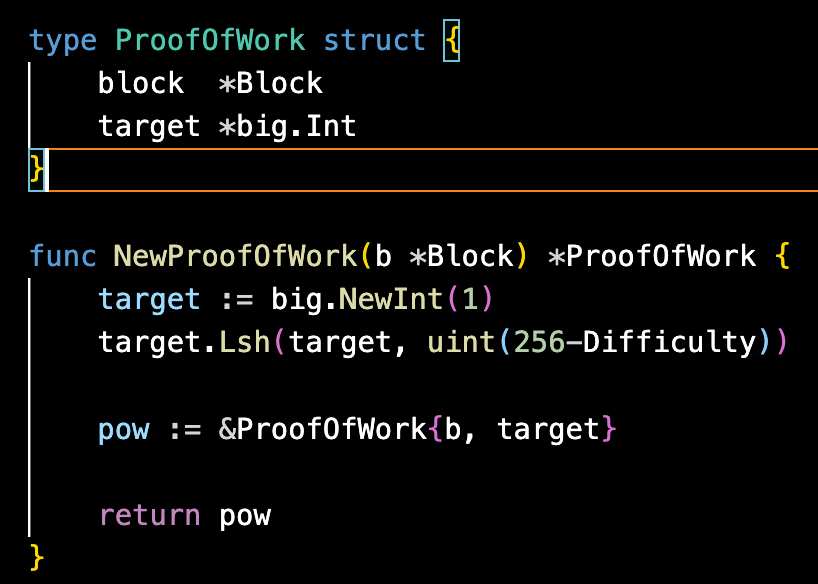 type ProofOfWork struct {
    block  *Block
    target *big.Int
}
func NewProofOfWork(b *Block) *ProofOfWork {
    target := big.NewInt(1)
    target.Lsh(target, uint(256-Difficulty))
    pow := &ProofOfWork{b, target}
    return pow
}